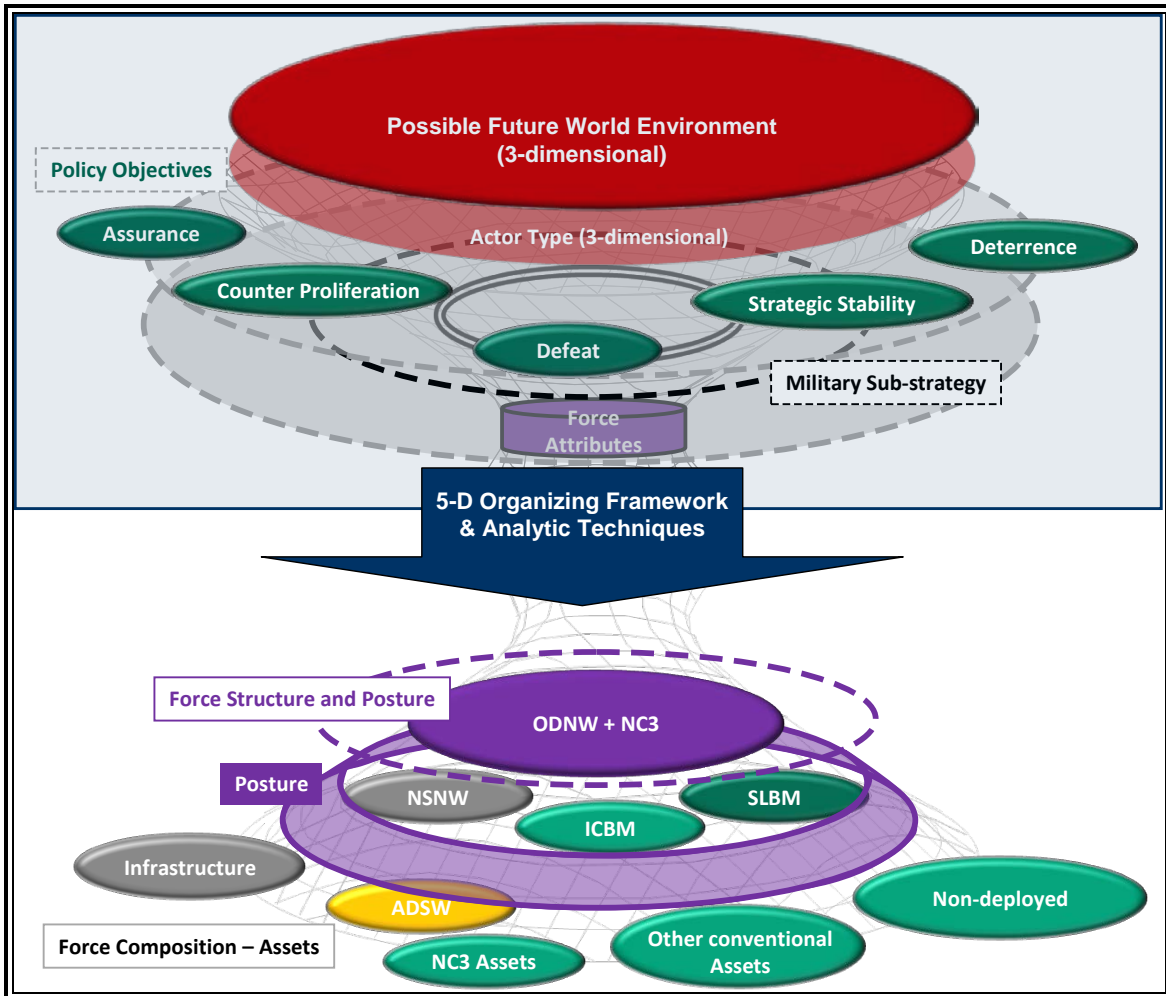 Possible Future World Environment
(3-dimensional)
Policy Objectives
Assurance
Actor Type (3-dimensional)
Deterrence
Counter Proliferation
Strategic Stability
Defeat
Military Sub-strategy
Force
Attributes
5-D Organizing Framework
& Analytic Techniques
Force Structure and Posture
ODNW + NC3
Posture
NSNW
SLBM
ICBM
Infrastructure
Non-deployed
ADSW
Other conventional
Assets
Force Composition – Assets
NC3 Assets